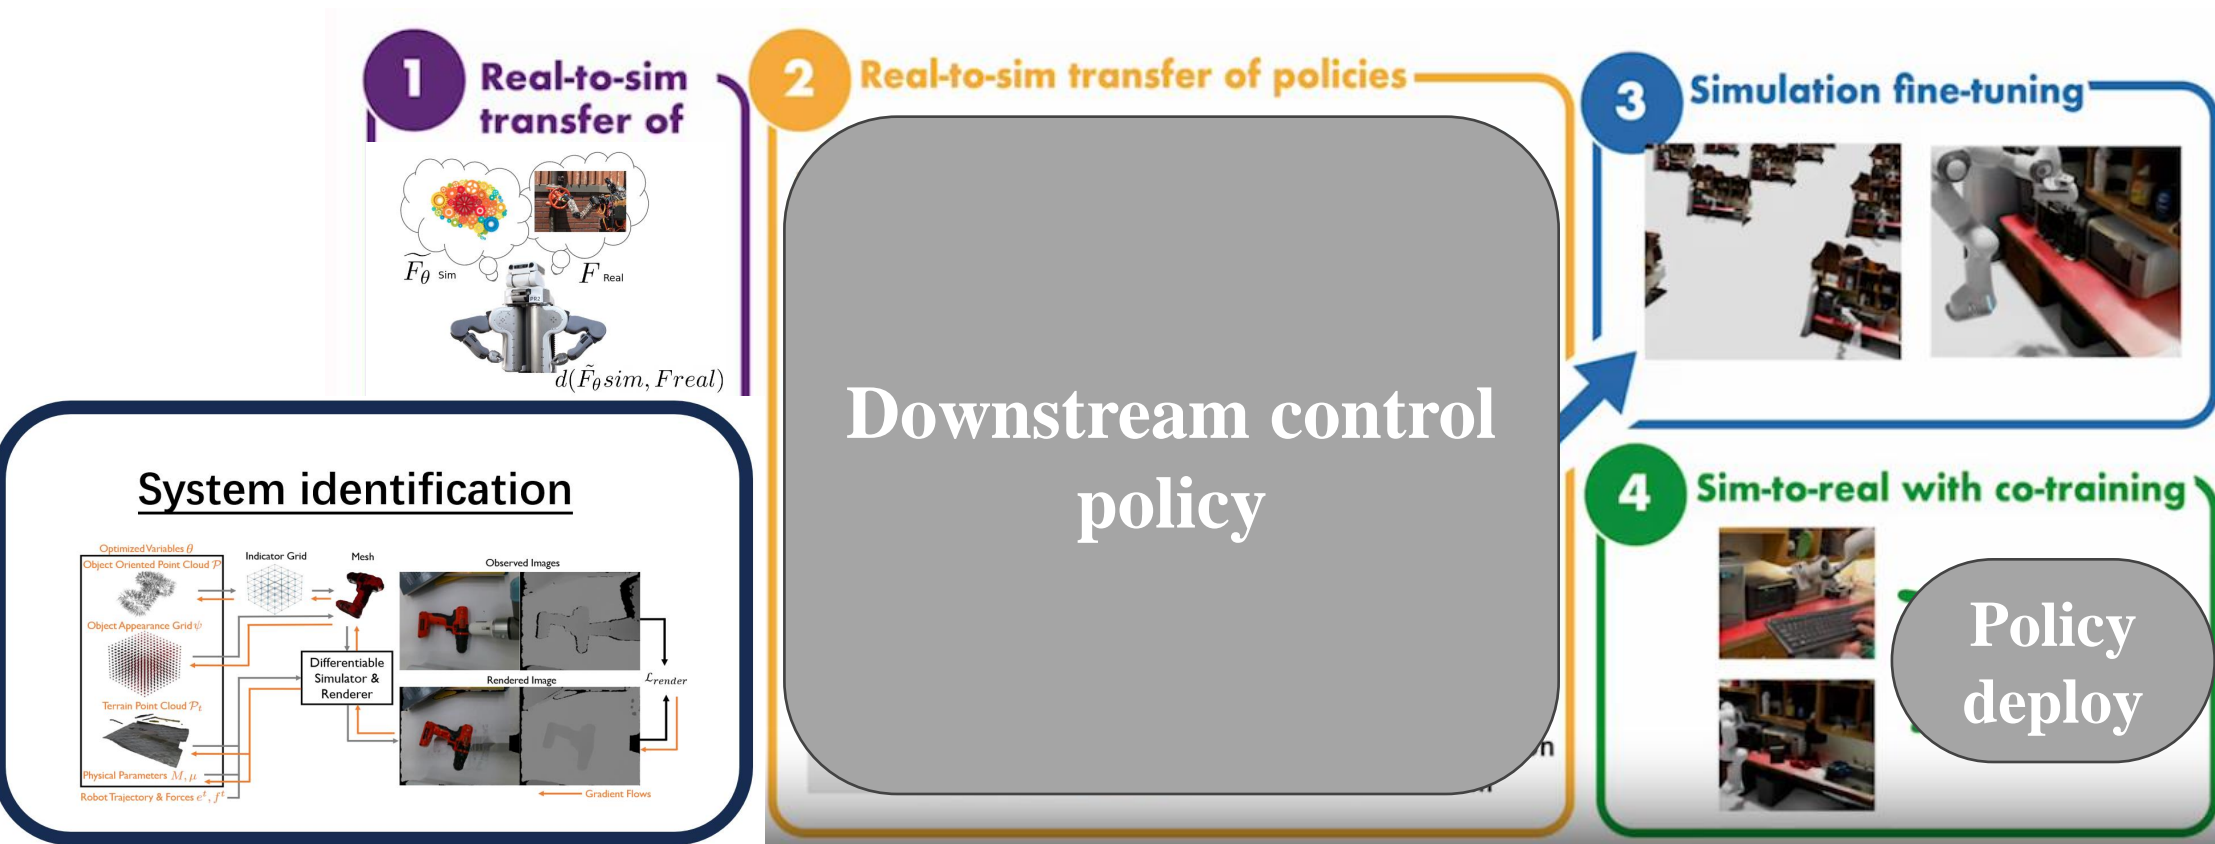 1
Real-to-sim
transfer of
F̃θ Sim
F Real
PR2
d(F̃θsim, Freal)
System identification
Optimized Variables θ
Object Oriented Point Cloud 𝒫
Indicator Grid
Mesh
Observed Images
Object Appearance Grid ψ
Differentiable
Simulator &
Renderer
ℒrender
Rendered Image
Terrain Point Cloud 𝒫t
Physical Parameters M, μ
Robot Trajectory & Forces eᵗ, fᵗ
Gradient Flows
2
Real-to-sim transfer of policies
Downstream control
policy
n
3
Simulation fine-tuning
4
Sim-to-real with co-training
Policy
deploy